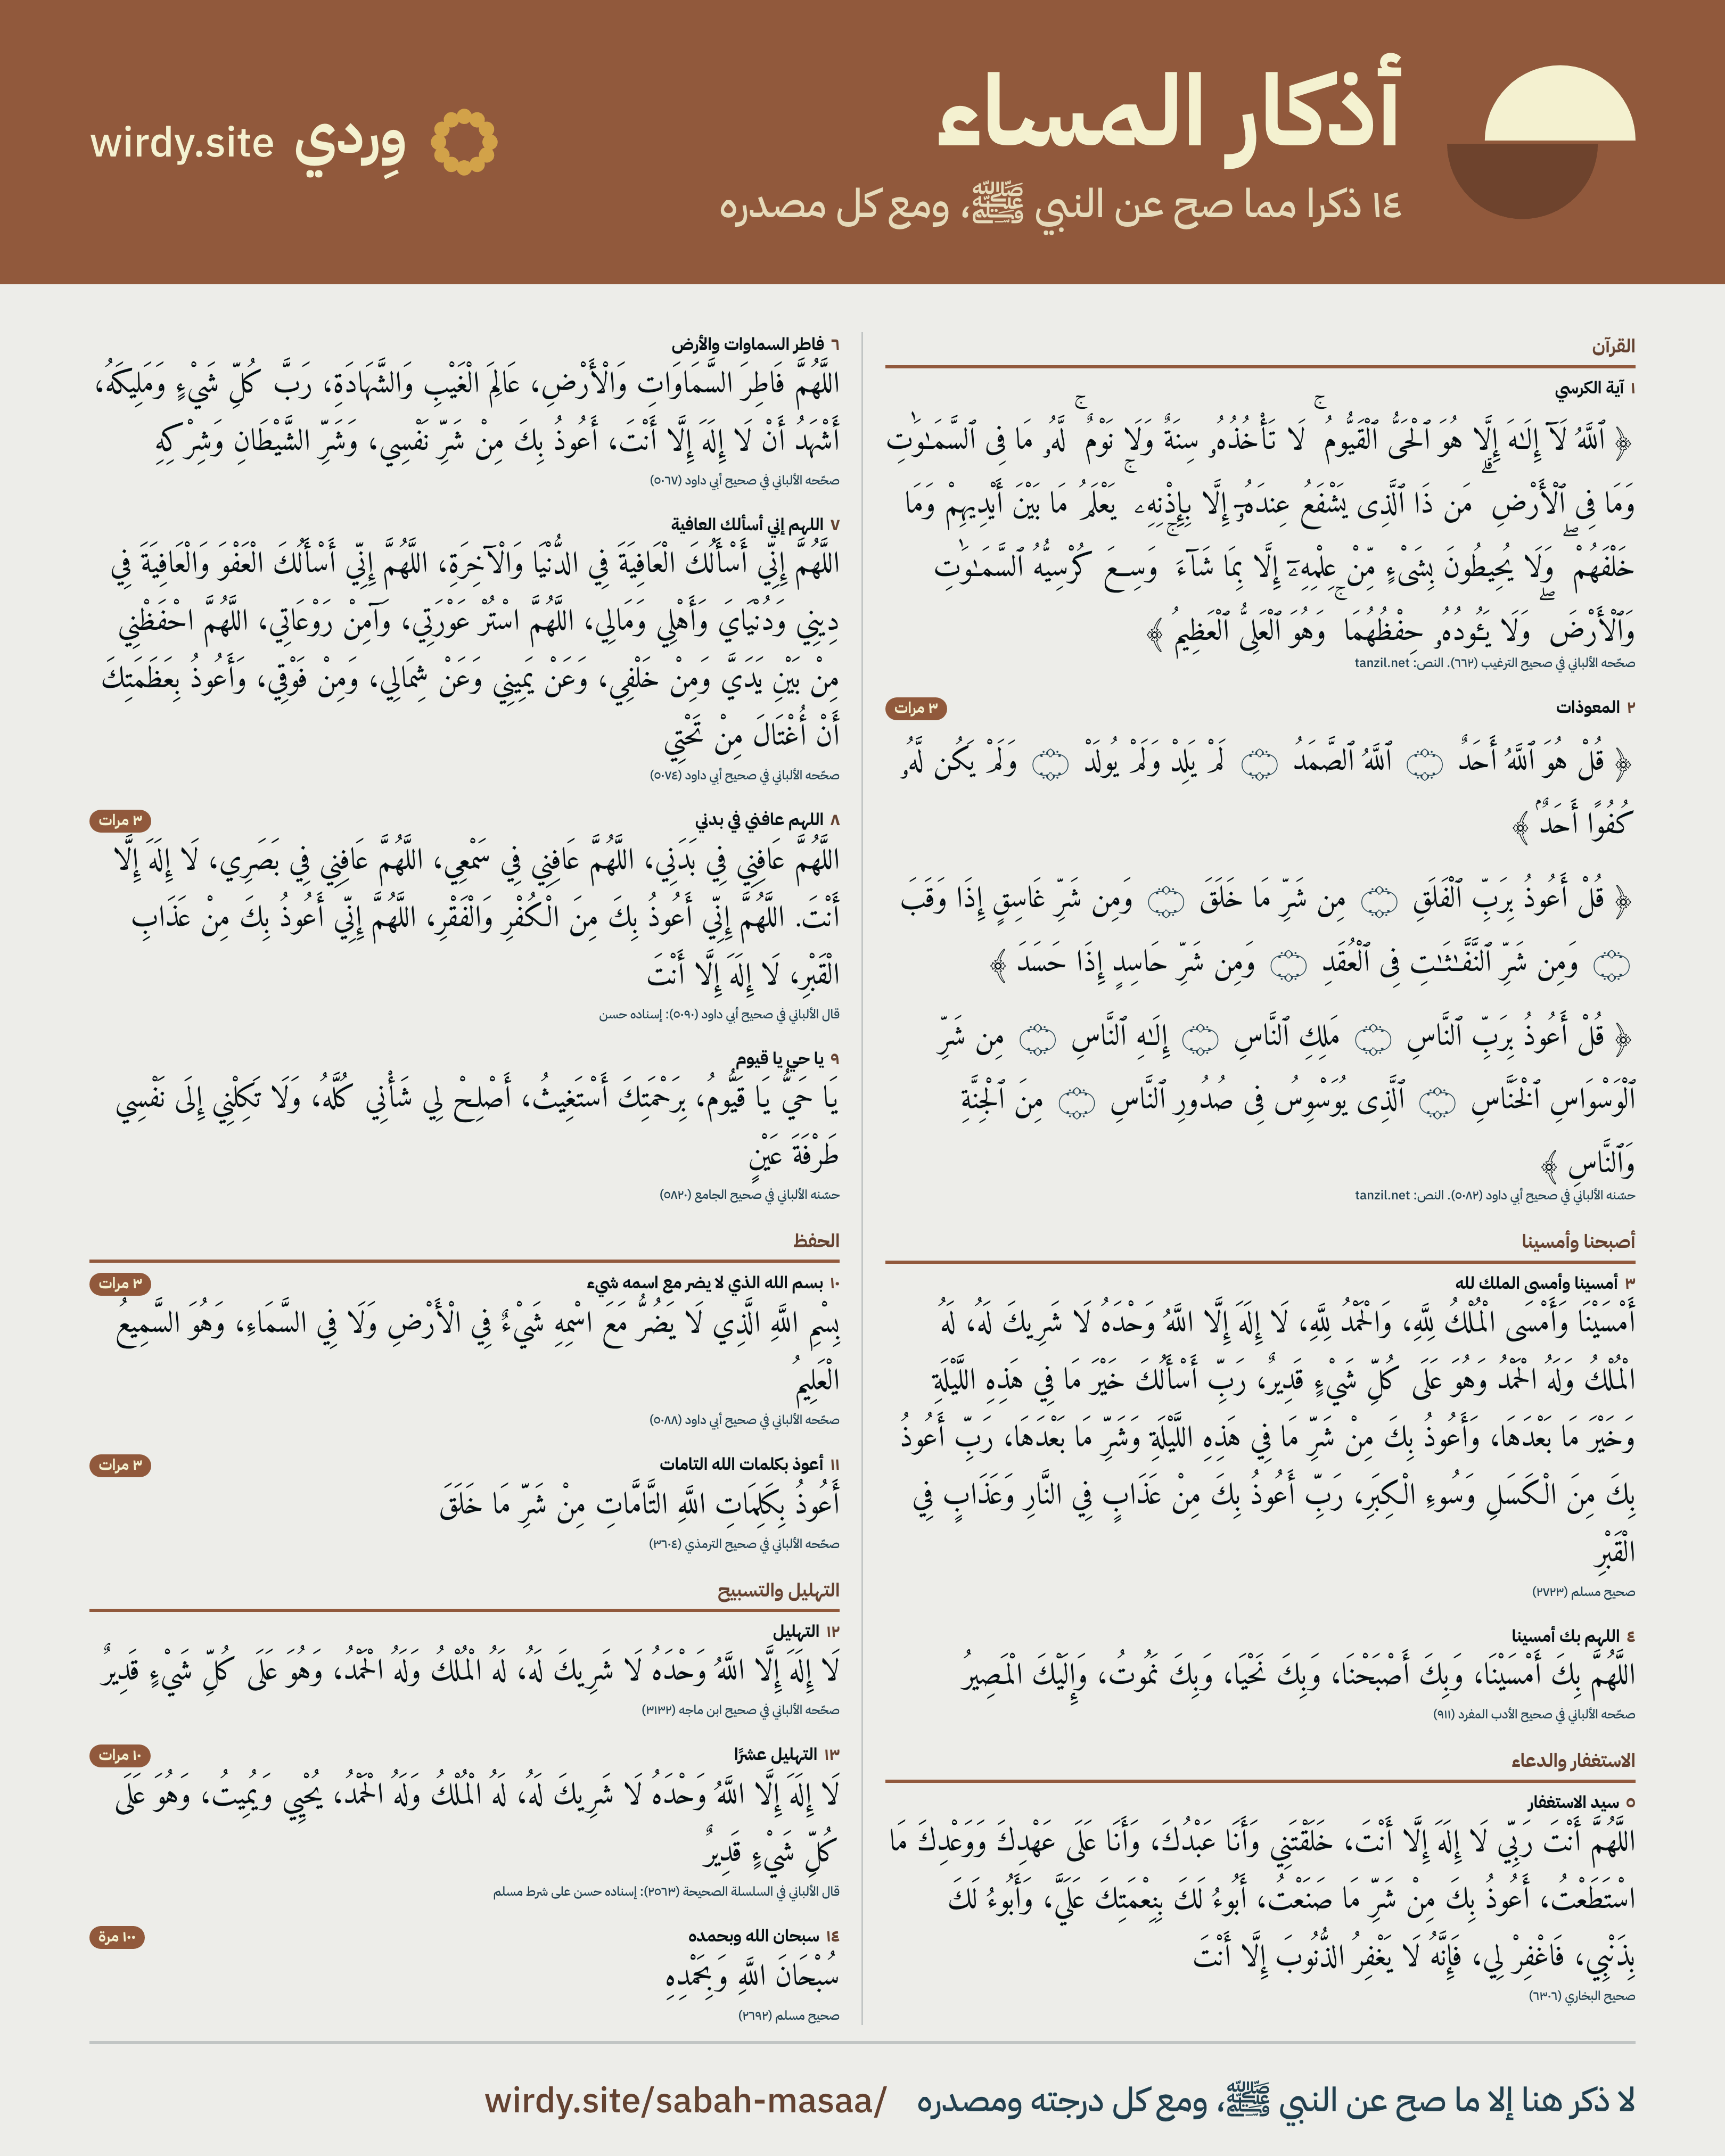 أذكار المساء
١٤ ذكرا مما صح عن النبي ﷺ، ومع كل مصدره
وِردي wirdy.site
القرآن
١ آية الكرسي
﴿ ٱللَّهُ لَآ إِلَـٰهَ إِلَّا هُوَ ٱلْحَىُّ ٱلْقَيُّومُ ۚ لَا تَأْخُذُهُۥ سِنَةٌ وَلَا نَوْمٌ ۚ لَّهُۥ مَا فِى ٱلسَّمَـٰوَٰتِ
وَمَا فِى ٱلْأَرْضِ ۗ مَن ذَا ٱلَّذِى يَشْفَعُ عِندَهُۥٓ إِلَّا بِإِذْنِهِۦ ۚ يَعْلَمُ مَا بَيْنَ أَيْدِيهِمْ وَمَا
خَلْفَهُمْ ۖ وَلَا يُحِيطُونَ بِشَىْءٍ مِّنْ عِلْمِهِۦٓ إِلَّا بِمَا شَآءَ ۚ وَسِعَ كُرْسِيُّهُ ٱلسَّمَـٰوَٰتِ
وَٱلْأَرْضَ ۖ وَلَا يَـُٔودُهُۥ حِفْظُهُمَا ۚ وَهُوَ ٱلْعَلِىُّ ٱلْعَظِيمُ ﴾
صحّحه الألباني في صحيح الترغيب (٦٦٢). النص: tanzil.net
٢ المعوذات
٣ مرات
﴿ قُلْ هُوَ ٱللَّهُ أَحَدٌ ۝ ٱللَّهُ ٱلصَّمَدُ ۝ لَمْ يَلِدْ وَلَمْ يُولَدْ ۝ وَلَمْ يَكُن لَّهُۥ
كُفُوًا أَحَدٌۢ ﴾
﴿ قُلْ أَعُوذُ بِرَبِّ ٱلْفَلَقِ ۝ مِن شَرِّ مَا خَلَقَ ۝ وَمِن شَرِّ غَاسِقٍ إِذَا وَقَبَ
۝ وَمِن شَرِّ ٱلنَّفَّـٰثَـٰتِ فِى ٱلْعُقَدِ ۝ وَمِن شَرِّ حَاسِدٍ إِذَا حَسَدَ ﴾
﴿ قُلْ أَعُوذُ بِرَبِّ ٱلنَّاسِ ۝ مَلِكِ ٱلنَّاسِ ۝ إِلَـٰهِ ٱلنَّاسِ ۝ مِن شَرِّ
ٱلْوَسْوَاسِ ٱلْخَنَّاسِ ۝ ٱلَّذِى يُوَسْوِسُ فِى صُدُورِ ٱلنَّاسِ ۝ مِنَ ٱلْجِنَّةِ
وَٱلنَّاسِ ﴾
حسّنه الألباني في صحيح أبي داود (٥٠٨٢). النص: tanzil.net
أصبحنا وأمسينا
٣ أمسينا وأمسى الملك لله
أَمْسَيْنَا وَأَمْسَى الْمُلْكُ لِلَّهِ، وَالْحَمْدُ لِلَّهِ، لَا إِلَهَ إِلَّا اللَّهُ وَحْدَهُ لَا شَرِيكَ لَهُ، لَهُ
الْمُلْكُ وَلَهُ الْحَمْدُ وَهُوَ عَلَى كُلِّ شَيْءٍ قَدِيرٌ، رَبِّ أَسْأَلُكَ خَيْرَ مَا فِي هَذِهِ اللَّيْلَةِ
وَخَيْرَ مَا بَعْدَهَا، وَأَعُوذُ بِكَ مِنْ شَرِّ مَا فِي هَذِهِ اللَّيْلَةِ وَشَرِّ مَا بَعْدَهَا، رَبِّ أَعُوذُ
بِكَ مِنَ الْكَسَلِ وَسُوءِ الْكِبَرِ، رَبِّ أَعُوذُ بِكَ مِنْ عَذَابٍ فِي النَّارِ وَعَذَابٍ فِي
الْقَبْرِ
صحيح مسلم (٢٧٢٣)
٤ اللهم بك أمسينا
اللَّهُمَّ بِكَ أَمْسَيْنَا، وَبِكَ أَصْبَحْنَا، وَبِكَ نَحْيَا، وَبِكَ نَمُوتُ، وَإِلَيْكَ الْمَصِيرُ
صحّحه الألباني في صحيح الأدب المفرد (٩١١)
الاستغفار والدعاء
٥ سيد الاستغفار
اللَّهُمَّ أَنْتَ رَبِّي لَا إِلَهَ إِلَّا أَنْتَ، خَلَقْتَنِي وَأَنَا عَبْدُكَ، وَأَنَا عَلَى عَهْدِكَ وَوَعْدِكَ مَا
اسْتَطَعْتُ، أَعُوذُ بِكَ مِنْ شَرِّ مَا صَنَعْتُ، أَبُوءُ لَكَ بِنِعْمَتِكَ عَلَيَّ، وَأَبُوءُ لَكَ
بِذَنْبِي، فَاغْفِرْ لِي، فَإِنَّهُ لَا يَغْفِرُ الذُّنُوبَ إِلَّا أَنْتَ
صحيح البخاري (٦٣٠٦)
٦ فاطر السماوات والأرض
اللَّهُمَّ فَاطِرَ السَّمَاوَاتِ وَالْأَرْضِ، عَالِمَ الْغَيْبِ وَالشَّهَادَةِ، رَبَّ كُلِّ شَيْءٍ وَمَلِيكَهُ،
أَشْهَدُ أَنْ لَا إِلَهَ إِلَّا أَنْتَ، أَعُوذُ بِكَ مِنْ شَرِّ نَفْسِي، وَشَرِّ الشَّيْطَانِ وَشِرْكِهِ
صحّحه الألباني في صحيح أبي داود (٥٠٦٧)
٧ اللهم إني أسألك العافية
اللَّهُمَّ إِنِّي أَسْأَلُكَ الْعَافِيَةَ فِي الدُّنْيَا وَالْآخِرَةِ، اللَّهُمَّ إِنِّي أَسْأَلُكَ الْعَفْوَ وَالْعَافِيَةَ فِي
دِينِي وَدُنْيَايَ وَأَهْلِي وَمَالِي، اللَّهُمَّ اسْتُرْ عَوْرَتِي، وَآمِنْ رَوْعَاتِي، اللَّهُمَّ احْفَظْنِي
مِنْ بَيْنِ يَدَيَّ وَمِنْ خَلْفِي، وَعَنْ يَمِينِي وَعَنْ شِمَالِي، وَمِنْ فَوْقِي، وَأَعُوذُ بِعَظَمَتِكَ
أَنْ أُغْتَالَ مِنْ تَحْتِي
صحّحه الألباني في صحيح أبي داود (٥٠٧٤)
٨ اللهم عافني في بدني
٣ مرات
اللَّهُمَّ عَافِنِي فِي بَدَنِي، اللَّهُمَّ عَافِنِي فِي سَمْعِي، اللَّهُمَّ عَافِنِي فِي بَصَرِي، لَا إِلَهَ إِلَّا
أَنْتَ. اللَّهُمَّ إِنِّي أَعُوذُ بِكَ مِنَ الْكُفْرِ وَالْفَقْرِ، اللَّهُمَّ إِنِّي أَعُوذُ بِكَ مِنْ عَذَابِ
الْقَبْرِ، لَا إِلَهَ إِلَّا أَنْتَ
قال الألباني في صحيح أبي داود (٥٠٩٠): إسناده حسن
٩ يا حي يا قيوم
يَا حَيُّ يَا قَيُّومُ، بِرَحْمَتِكَ أَسْتَغِيثُ، أَصْلِحْ لِي شَأْنِي كُلَّهُ، وَلَا تَكِلْنِي إِلَى نَفْسِي
طَرْفَةَ عَيْنٍ
حسّنه الألباني في صحيح الجامع (٥٨٢٠)
الحفظ
١٠ بسم الله الذي لا يضر مع اسمه شيء
٣ مرات
بِسْمِ اللَّهِ الَّذِي لَا يَضُرُّ مَعَ اسْمِهِ شَيْءٌ فِي الْأَرْضِ وَلَا فِي السَّمَاءِ، وَهُوَ السَّمِيعُ
الْعَلِيمُ
صحّحه الألباني في صحيح أبي داود (٥٠٨٨)
١١ أعوذ بكلمات الله التامات
٣ مرات
أَعُوذُ بِكَلِمَاتِ اللَّهِ التَّامَّاتِ مِنْ شَرِّ مَا خَلَقَ
صحّحه الألباني في صحيح الترمذي (٣٦٠٤)
التهليل والتسبيح
١٢ التهليل
لَا إِلَهَ إِلَّا اللَّهُ وَحْدَهُ لَا شَرِيكَ لَهُ، لَهُ الْمُلْكُ وَلَهُ الْحَمْدُ، وَهُوَ عَلَى كُلِّ شَيْءٍ قَدِيرٌ
صحّحه الألباني في صحيح ابن ماجه (٣١٣٢)
١٣ التهليل عشرًا
١٠ مرات
لَا إِلَهَ إِلَّا اللَّهُ وَحْدَهُ لَا شَرِيكَ لَهُ، لَهُ الْمُلْكُ وَلَهُ الْحَمْدُ، يُحْيِي وَيُمِيتُ، وَهُوَ عَلَى
كُلِّ شَيْءٍ قَدِيرٌ
قال الألباني في السلسلة الصحيحة (٢٥٦٣): إسناده حسن على شرط مسلم
١٤ سبحان الله وبحمده
١٠٠ مرة
سُبْحَانَ اللَّهِ وَبِحَمْدِهِ
صحيح مسلم (٢٦٩٢)
لا ذكر هنا إلا ما صح عن النبي ﷺ، ومع كل درجته ومصدره wirdy.site/sabah-masaa/